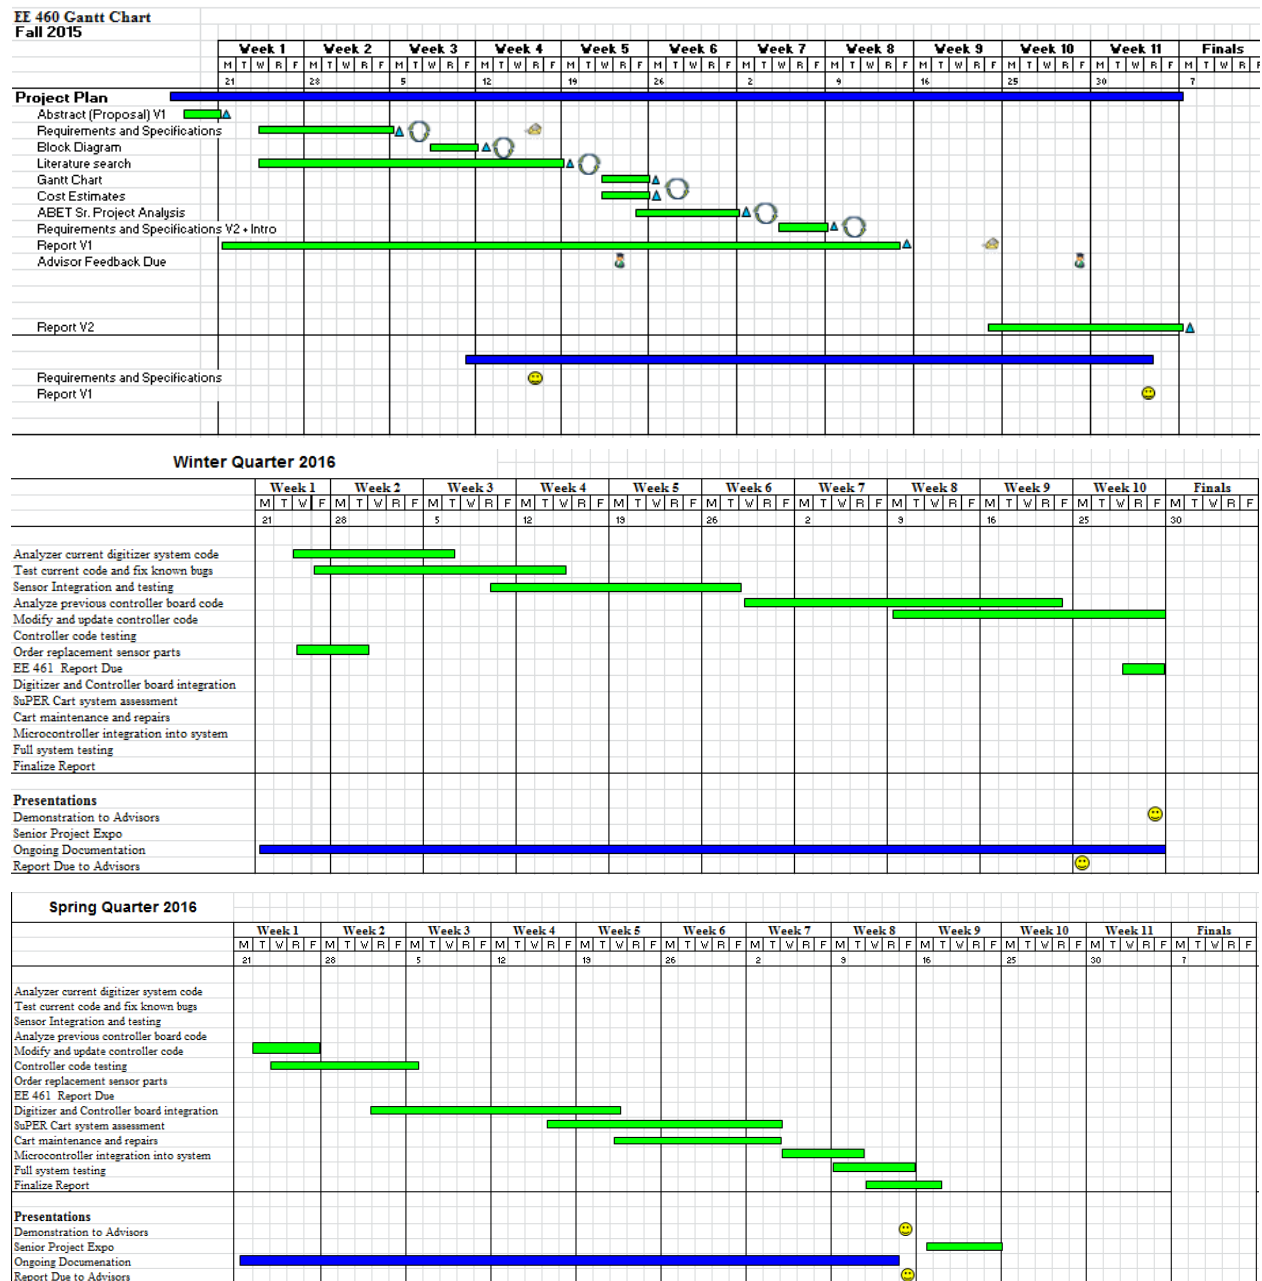 EE 460 Gantt Chart
Fall 2015
Week 1 Week 2 Week 3 Week 4 Week 5 Week 6 Week 7 Week 8 Week 9 Week 10 Week 11 Finals
M T W R F M T W R F M T W R F M T W R F M T W R F M T W R F M T W R F M T W R F M T W R F M T W R F M T W R F M T W R F
21 28 5 12 19 26 2 9 16 25 30 7
Project Plan
Abstract (Proposal) V1
Requirements and Specifications
Block Diagram
Literature search
Gantt Chart
Cost Estimates
ABET Sr. Project Analysis
Requirements and Specifications V2 + Intro
Report V1
Advisor Feedback Due
Report V2
Requirements and Specifications
Report V1
Winter Quarter 2016
Week 1 Week 2 Week 3 Week 4 Week 5 Week 6 Week 7 Week 8 Week 9 Week 10 Finals
M T W F M T W R F M T W R F M T W R F M T W R F M T W R F M T W R F M T W R F M T W R F M T W R F M T W R F
21 28 5 12 19 26 2 9 16 25 30
Analyzer current digitizer system code
Test current code and fix known bugs
Sensor Integration and testing
Analyze previous controller board code
Modify and update controller code
Controller code testing
Order replacement sensor parts
EE 461 Report Due
Digitizer and Controller board integration
SuPER Cart system assessment
Cart maintenance and repairs
Microcontroller integration into system
Full system testing
Finalize Report
Presentations
Demonstration to Advisors
Senior Project Expo
Ongoing Documentation
Report Due to Advisors
Spring Quarter 2016
Week 1 Week 2 Week 3 Week 4 Week 5 Week 6 Week 7 Week 8 Week 9 Week 10 Week 11 Finals
M T W R F M T W R F M T W R F M T W R F M T W R F M T W R F M T W R F M T W R F M T W R F M T W R F M T W R F M T W R F
21 28 5 12 19 26 2 9 16 25 30 7
Analyzer current digitizer system code
Test current code and fix known bugs
Sensor Integration and testing
Analyze previous controller board code
Modify and update controller code
Controller code testing
Order replacement sensor parts
EE 461 Report Due
Digitizer and Controller board integration
SuPER Cart system assessment
Cart maintenance and repairs
Microcontroller integration into system
Full system testing
Finalize Report
Presentations
Demonstration to Advisors
Senior Project Expo
Ongoing Documenation
Report Due to Advisors